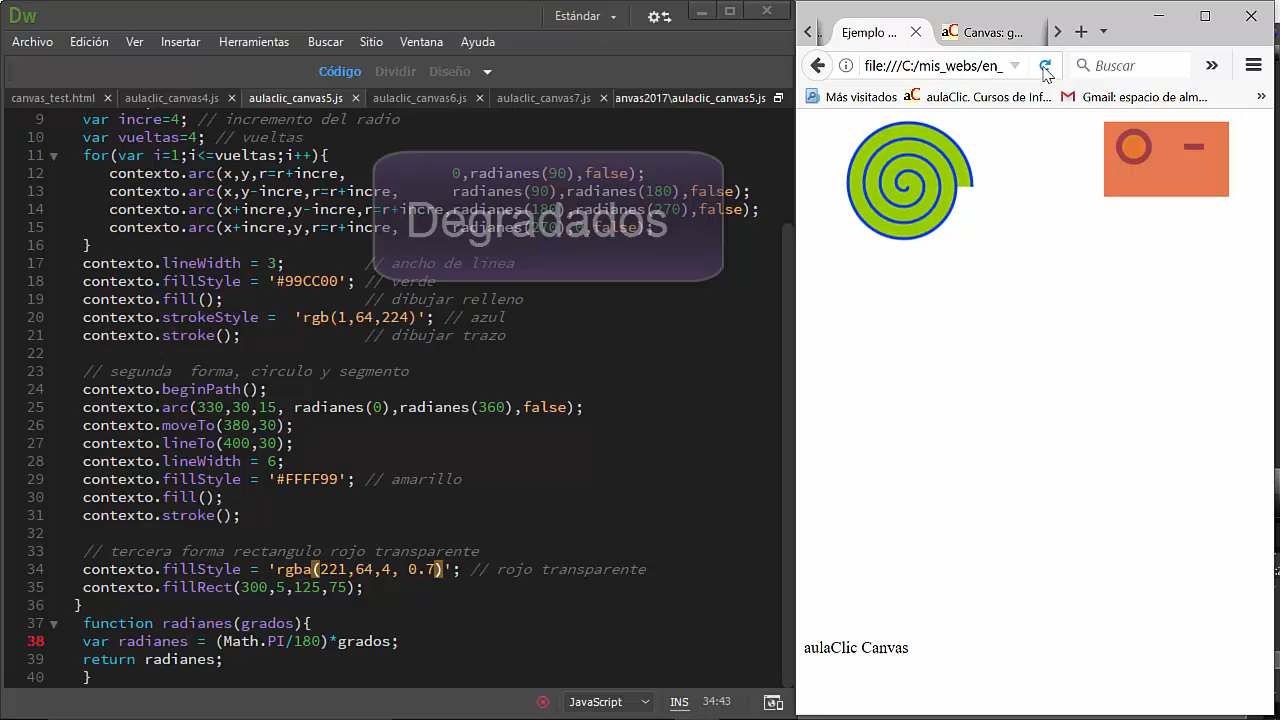 Dw
Estándar
Archivo Edición Ver Insertar Herramientas Buscar Sitio Ventana Ayuda
Código Dividir Diseño
canvas_test.html × aulaclic_canvas4.js × aulaclic_canvas5.js × aulaclic_canvas6.js × aulaclic_canvas7.js × anvas2017\aulaclic_canvas5.js
9 var incre=4; // incremento del radio
10 var vueltas=4; // vueltas
11 for(var i=1;i<=vueltas;i++){
12 contexto.arc(x,y,r=r+incre, 0,radianes(90),false);
13 contexto.arc(x,y-incre,r=r+incre, radianes(90),radianes(180),false);
14 contexto.arc(x+incre,y-incre,r=r+incre,radianes(180),radianes(270),false);
15 contexto.arc(x+incre,y,r=r+incre, radianes(270),0,false);
Degradados
16 }
17 contexto.lineWidth = 3; // ancho de linea
18 contexto.fillStyle = '#99CC00'; // verde
19 contexto.fill(); // dibujar relleno
20 contexto.strokeStyle = 'rgb(1,64,224)'; // azul
21 contexto.stroke(); // dibujar trazo
22
23 // segunda forma, circulo y segmento
24 contexto.beginPath();
25 contexto.arc(330,30,15, radianes(0),radianes(360),false);
26 contexto.moveTo(380,30);
27 contexto.lineTo(400,30);
28 contexto.lineWidth = 6;
29 contexto.fillStyle = '#FFFF99'; // amarillo
30 contexto.fill();
31 contexto.stroke();
32
33 // tercera forma rectangulo rojo transparente
34 contexto.fillStyle = 'rgba(221,64,4, 0.7)'; // rojo transparente
35 contexto.fillRect(300,5,125,75);
36 }
37 function radianes(grados){
38 var radianes = (Math.PI/180)*grados;
39 return radianes;
40 }
JavaScript INS 34:43
Ejemplo ... × aC Canvas: g...
file:///C:/mis_webs/en_ Buscar
Más visitados aC aulaClic. Cursos de Inf... Gmail: espacio de alm...
aulaClic Canvas